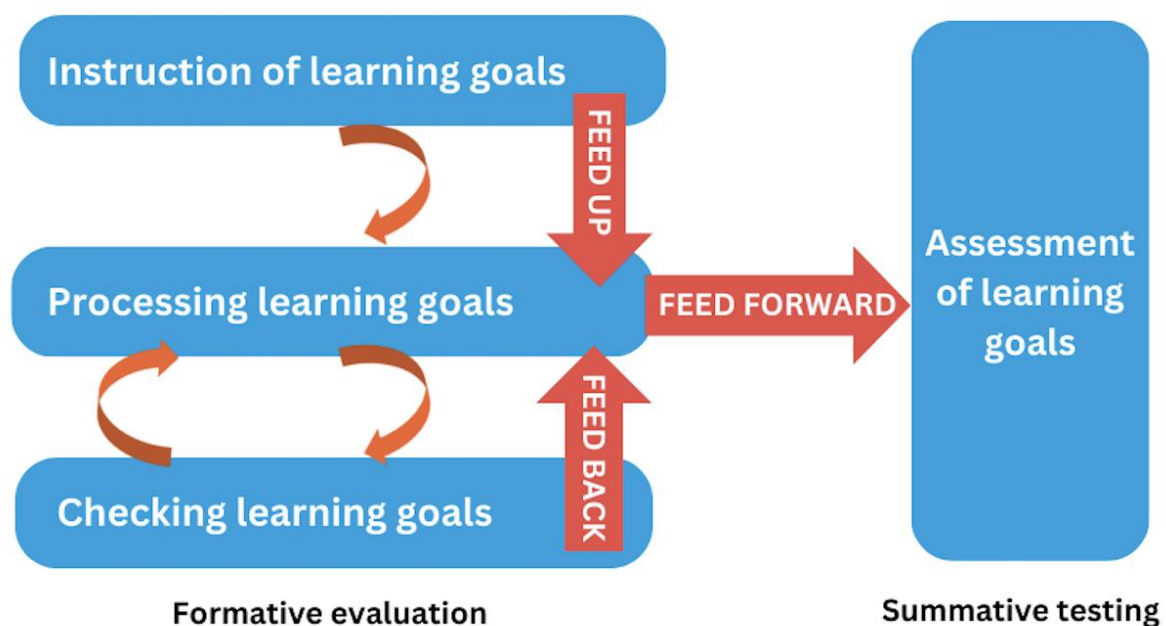 Instruction of learning goals
FEED UP
Processing learning goals
FEED FORWARD
FEED BACK
Checking learning goals
Assessment
of learning
goals
Formative evaluation
Summative testing